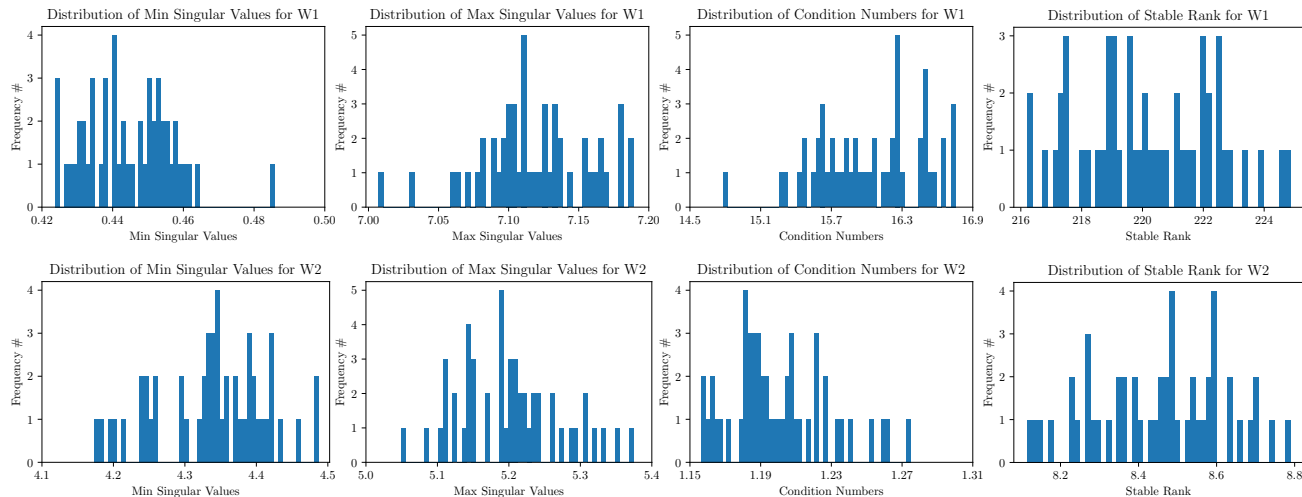 Distribution of Min Singular Values for W1
Frequency #
4
3
2
1
0
0.42 0.44 0.46 0.48 0.50
Min Singular Values
Distribution of Max Singular Values for W1
Frequency #
5
4
3
2
1
0
7.00 7.05 7.10 7.15 7.20
Max Singular Values
Distribution of Condition Numbers for W1
Frequency #
5
4
3
2
1
0
14.5 15.1 15.7 16.3 16.9
Condition Numbers
Distribution of Stable Rank for W1
Frequency #
3
2
1
0
216 218 220 222 224
Stable Rank
Distribution of Min Singular Values for W2
Frequency #
4
3
2
1
0
4.1 4.2 4.3 4.4 4.5
Min Singular Values
Distribution of Max Singular Values for W2
Frequency #
5
4
3
2
1
0
5.0 5.1 5.2 5.3 5.4
Max Singular Values
Distribution of Condition Numbers for W2
Frequency #
4
3
2
1
0
1.15 1.19 1.23 1.27 1.31
Condition Numbers
Distribution of Stable Rank for W2
Frequency #
4
3
2
1
0
8.2 8.4 8.6 8.8
Stable Rank